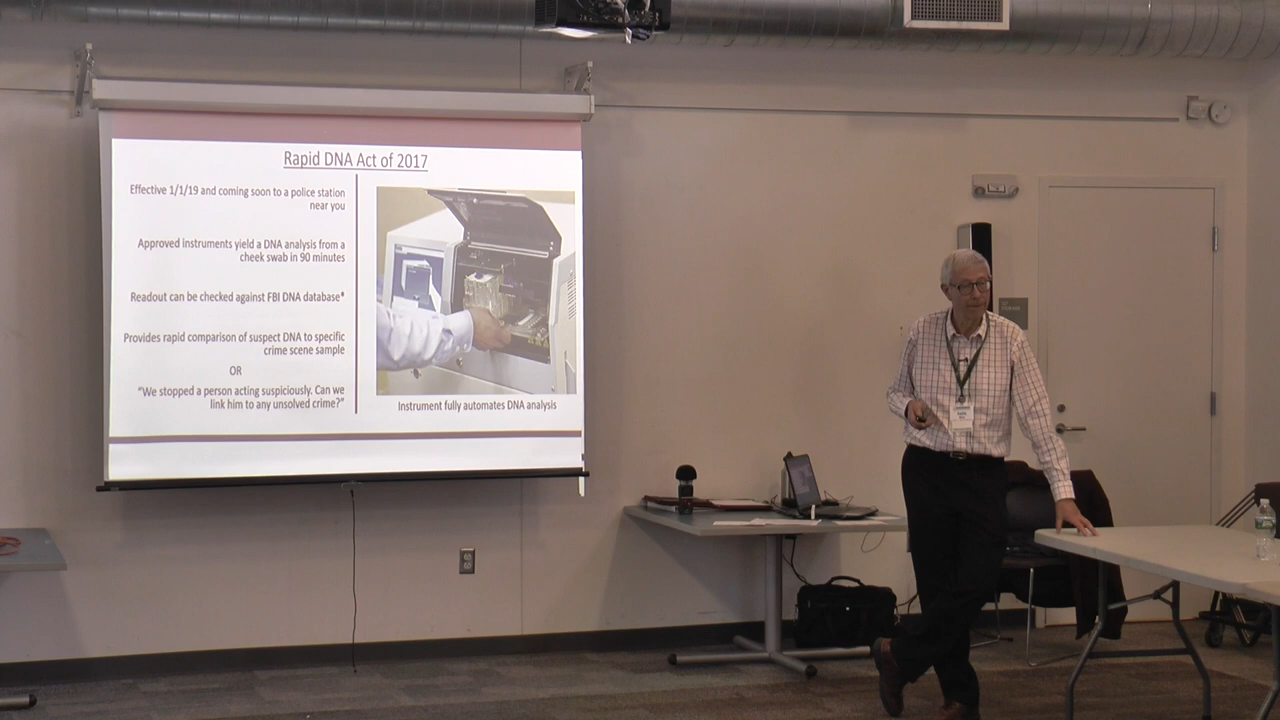 Rapid DNA Act of 2017
Effective 1/1/19 and coming soon to a police station
near you
Approved instruments yield a DNA analysis from a
cheek swab in 90 minutes
Readout can be checked against FBI DNA database*
Provides rapid comparison of suspect DNA to specific
crime scene sample
OR
"We stopped a person acting suspiciously. Can we
link him to any unsolved crime?"
Instrument fully automates DNA analysis